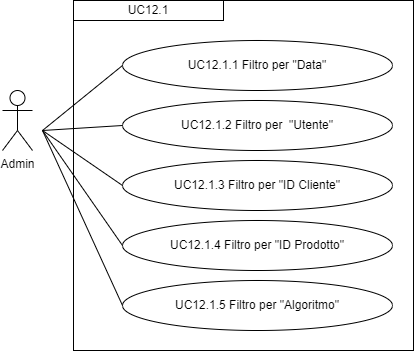 UC12.1
UC12.1.1 Filtro per "Data"
UC12.1.2 Filtro per  "Utente"
UC12.1.3 Filtro per "ID Cliente"
UC12.1.4 Filtro per "ID Prodotto"
UC12.1.5 Filtro per "Algoritmo"
Admin